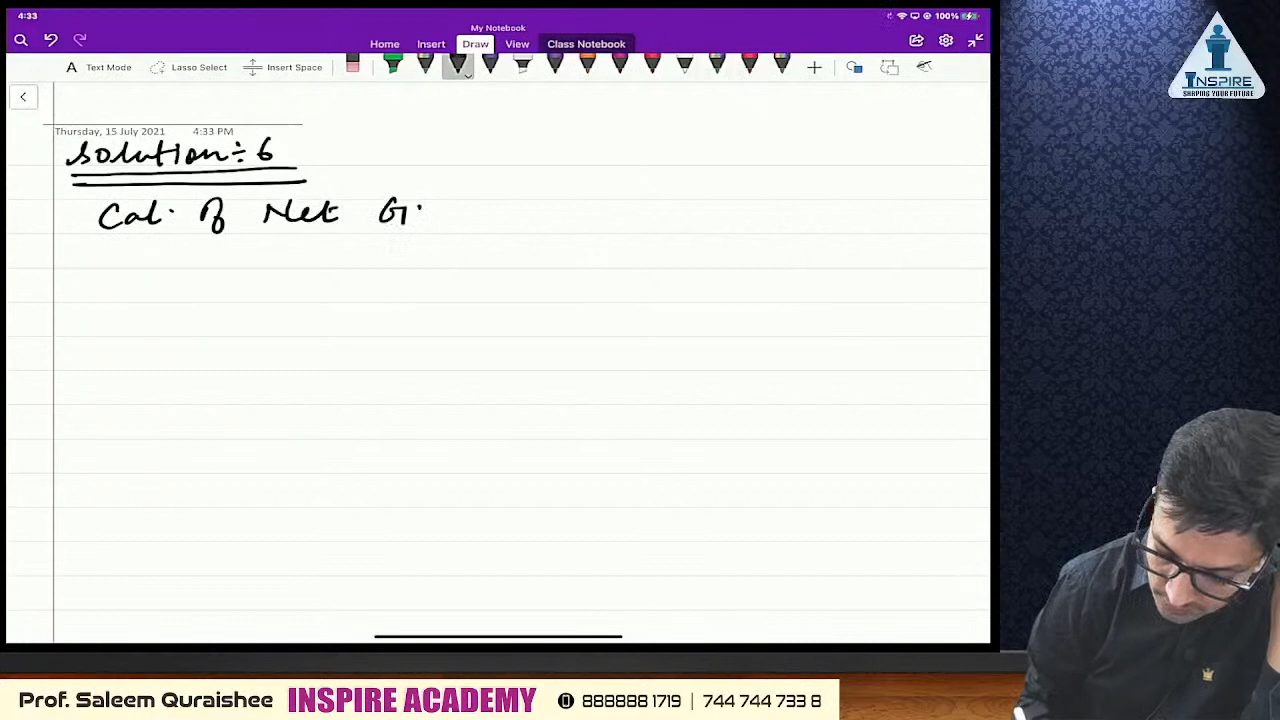 4:33
100%
My Notebook
Home Insert Draw View Class Notebook
A Text Mode Lasso Select Insert Space
Thursday, 15 July 2021 4:33 PM
Solution ÷ 6
Cal. of Net G.
INSPIRE
SHAPING YOUR FUTURE
Prof. Saleem Quraishee INSPIRE ACADEMY 888888 1719 | 744 744 733 8